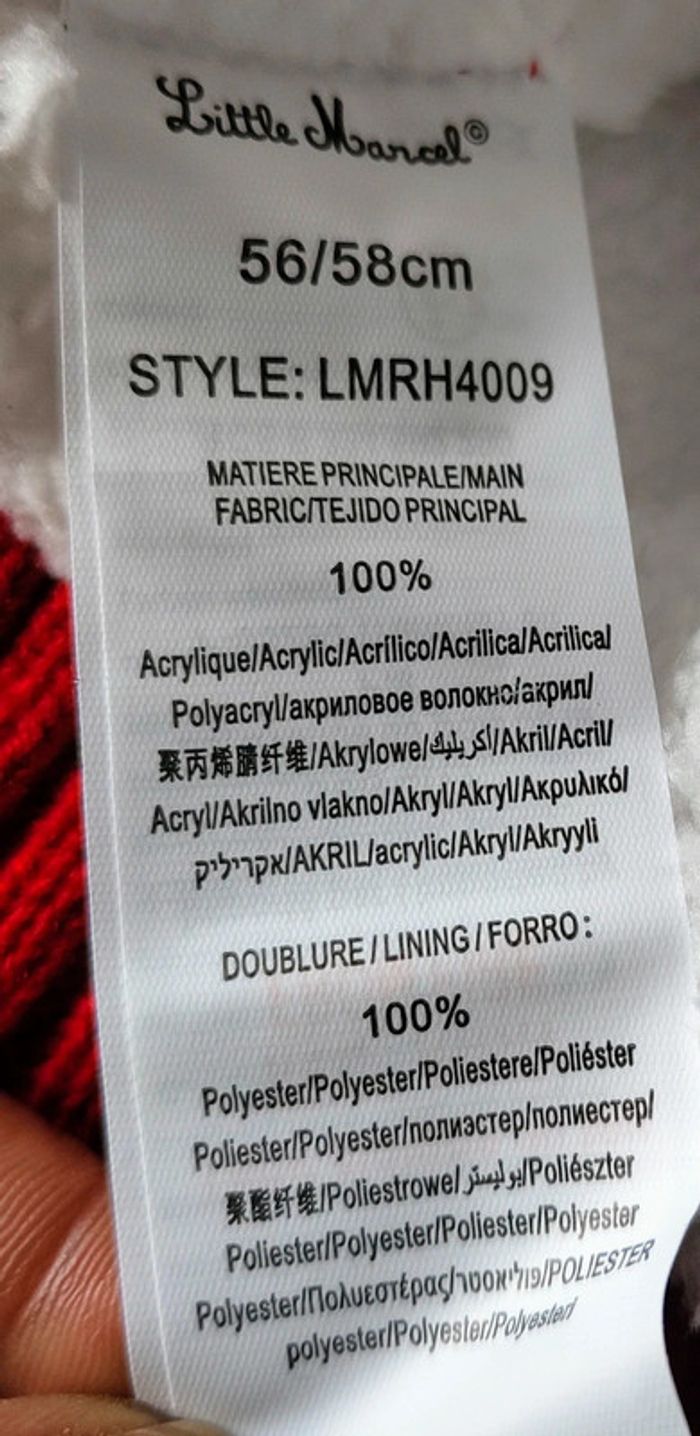 Little Marcel©
56/58cm
STYLE: LMRH4009
MATIERE PRINCIPALE/MAIN
FABRIC/TEJIDO PRINCIPAL
100%
Acrylique/Acrylic/Acrílico/Acrilica/Acrilica/
Polyacryl/акриловое волокно/акрил/
聚丙烯腈纤维/Akrylowe/أكريليك/Akril/Acril/
Acryl/Akrilno vlakno/Akryl/Akryl/Ακρυλικό/
אקריליק/AKRIL/acrylic/Akryl/Akryyli
DOUBLURE / LINING / FORRO :
100%
Polyester/Polyester/Poliestere/Poliéster
Poliester/Polyester/полиэстер/полиестер/
聚酯纤维/Poliestrowe/بوليستر/Poliészter
Poliester/Polyester/Poliester/Polyester
Polyester/Πολυεστέρας/פוליאסטר/POLIESTER
polyester/Polyester/Polyester/